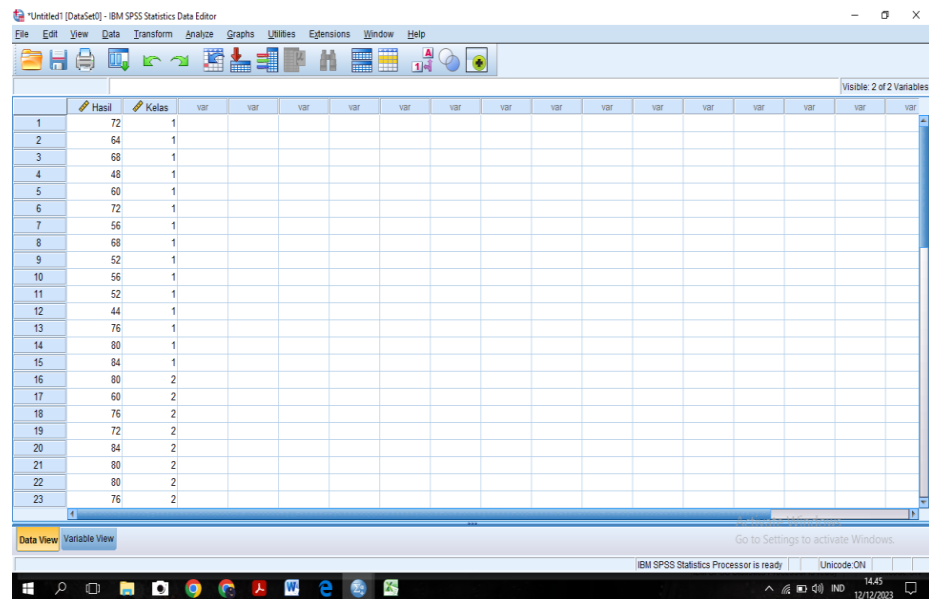 *Untitled1 [DataSet0] - IBM SPSS Statistics Data Editor
File Edit View Data Transform Analyze Graphs Utilities Extensions Window Help
Visible: 2 of 2 Variables
Hasil Kelas var var var var var var var var var var var var var var var
1 72 1
2 64 1
3 68 1
4 48 1
5 60 1
6 72 1
7 56 1
8 68 1
9 52 1
10 56 1
11 52 1
12 44 1
13 76 1
14 80 1
15 84 1
16 80 2
17 60 2
18 76 2
19 72 2
20 84 2
21 80 2
22 80 2
23 76 2
Data View Variable View
Activate Windows
Go to Settings to activate Windows.
IBM SPSS Statistics Processor is ready Unicode:ON
IND 14.45
12/12/2023